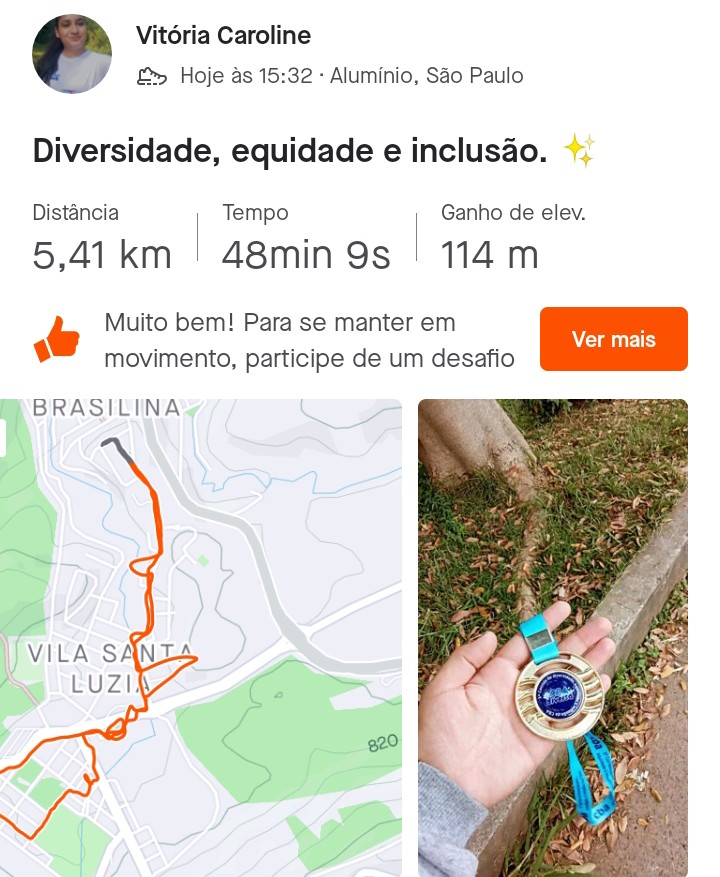 Vitória Caroline
Hoje às 15:32 · Alumínio, São Paulo
Diversidade, equidade e inclusão. ✨
Distância
Tempo
Ganho de elev.
5,41 km
48min 9s
114 m
Muito bem! Para se manter em
movimento, participe de um desafio
Ver mais
BRASILINA
VILA SANTA
LUZIA
820
cba